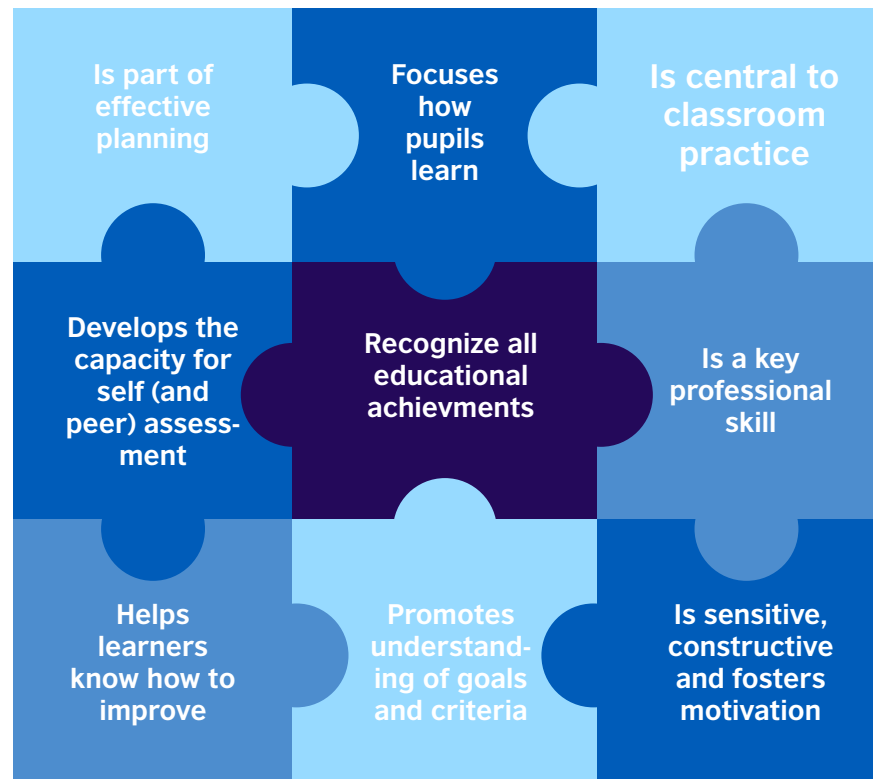 Is part of
effective
planning
Focuses
how
pupils
learn
Is central to
classroom
practice
Develops the
capacity for
self (and
peer) assess-
ment
Recognize all
educational
achievments
Is a key
professional
skill
Helps
learners
know how to
improve
Promotes
understand-
ing of goals
and criteria
Is sensitive,
constructive
and fosters
motivation